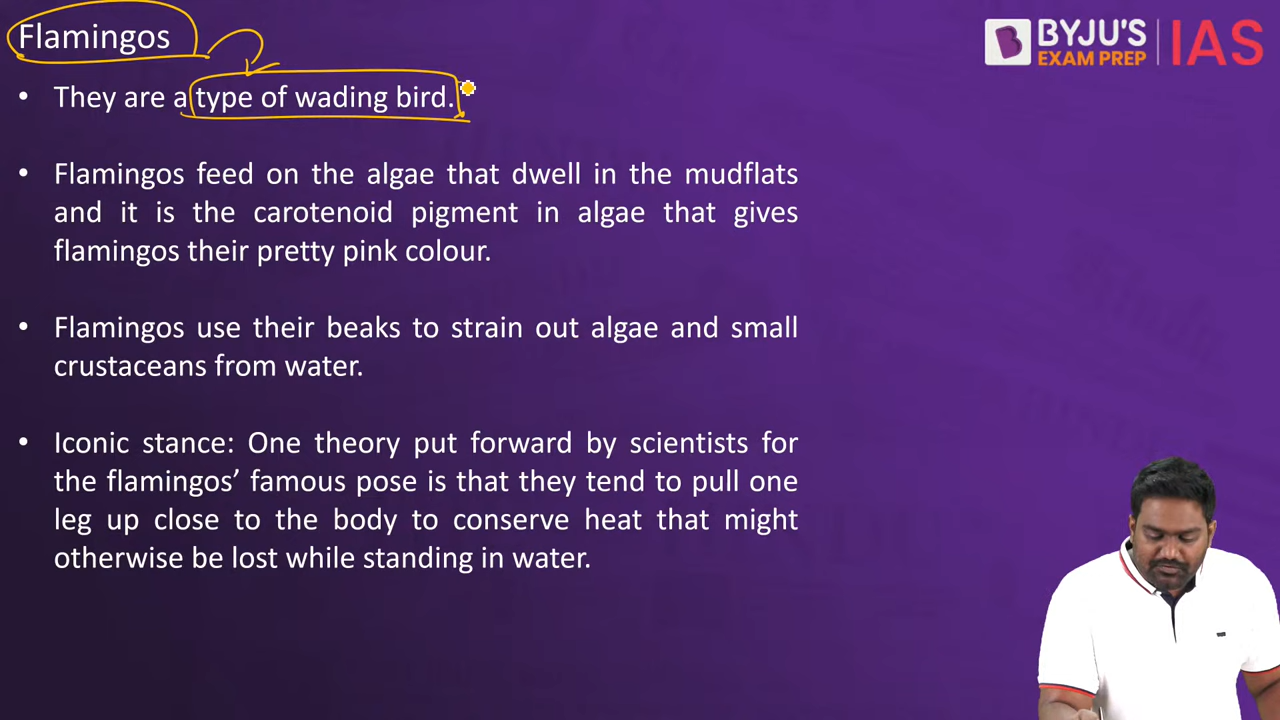 Flamingos
BYJU'S
EXAM PREP
IAS
• They are a type of wading bird.
• Flamingos feed on the algae that dwell in the mudflats
and it is the carotenoid pigment in algae that gives
flamingos their pretty pink colour.
• Flamingos use their beaks to strain out algae and small
crustaceans from water.
• Iconic stance: One theory put forward by scientists for
the flamingos’ famous pose is that they tend to pull one
leg up close to the body to conserve heat that might
otherwise be lost while standing in water.